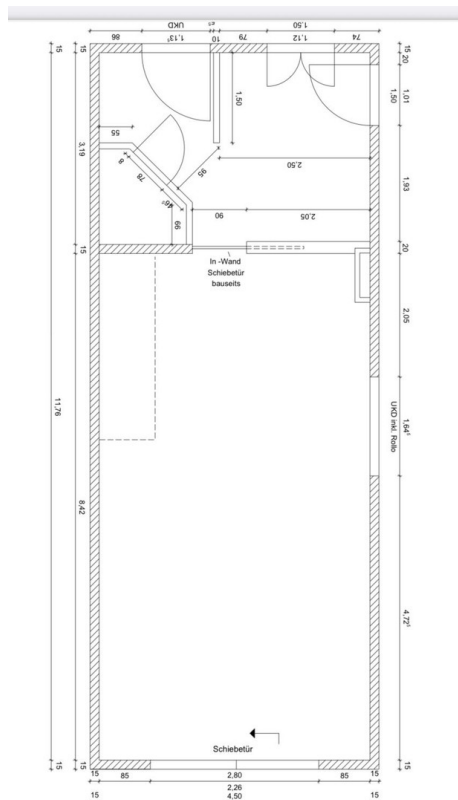 86 UKD 1,13⁵ 10 79 1,50 1,12 74
15 15 15 20
1,50
1,01
1,50
55
3,19
8
78
95
2,50
1,93
90
2,05
66
20
15
15
In -Wand
Schiebetür
bauseits
2,05
UKD inkl. Rollo
1,64⁵
11,76
8,42
4,72⁵
Schiebetür
15 15 15
15 85 2,80 85 15
2,26
15 4,50 15